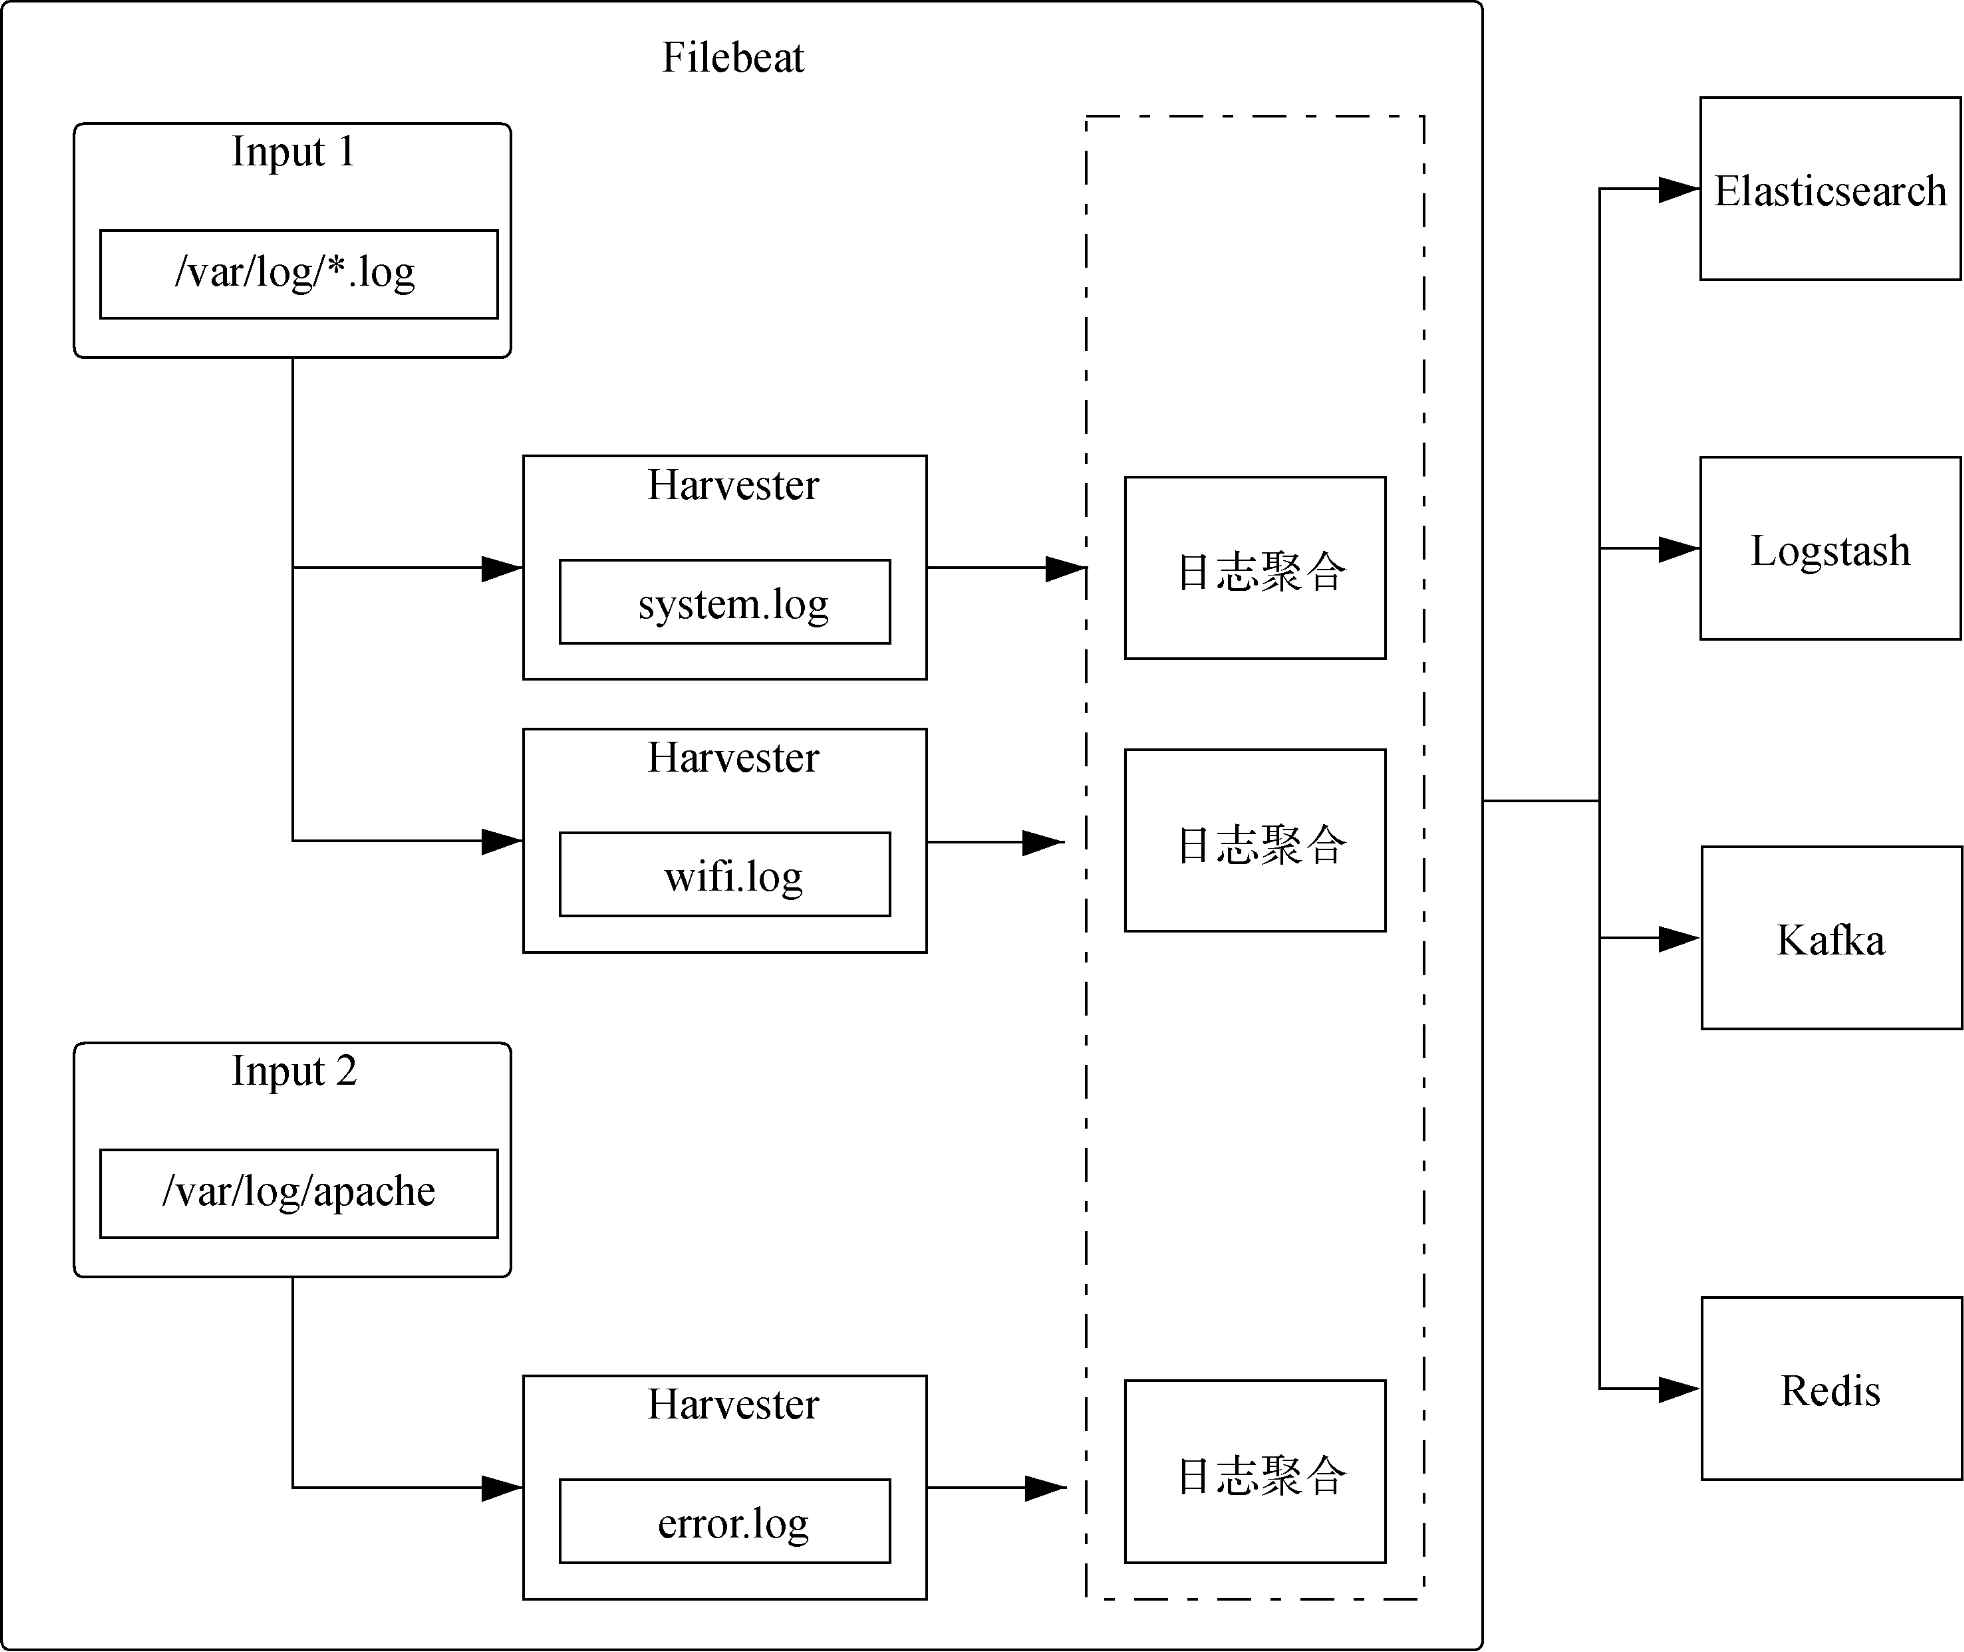 Filebeat
Input 1
/var/log/*.log
Harvester
system.log
日志聚合
Harvester
wifi.log
日志聚合
Input 2
/var/log/apache
Harvester
error.log
日志聚合
Elasticsearch
Logstash
Kafka
Redis